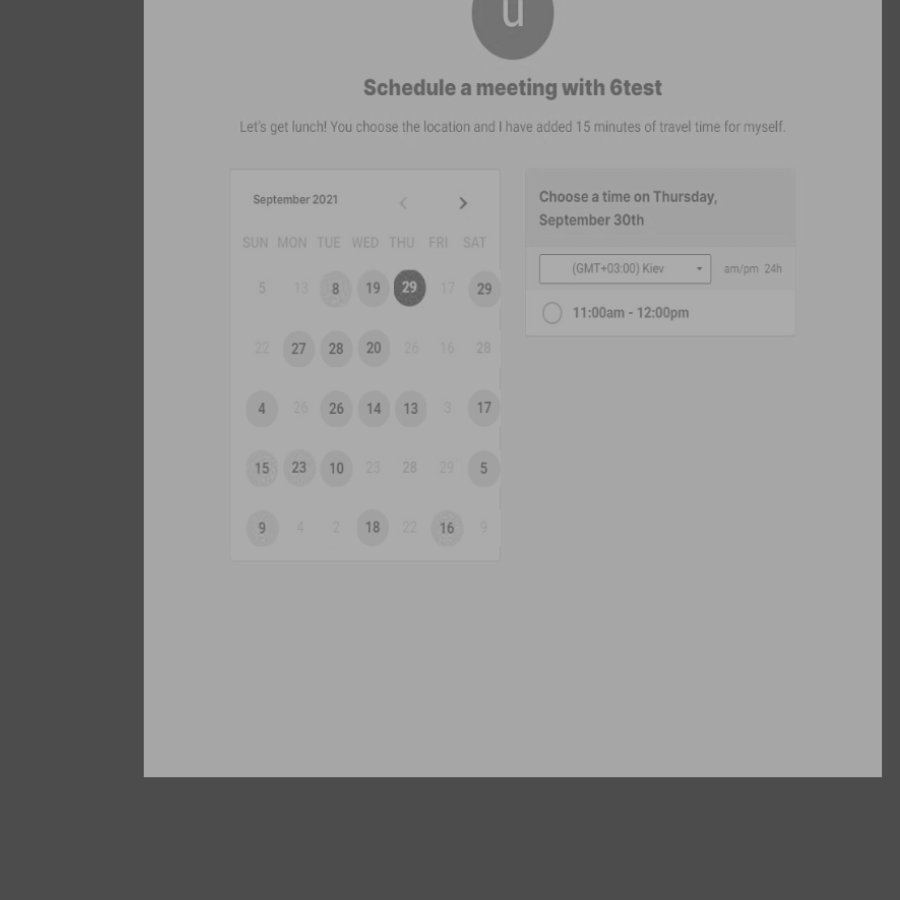 u
Schedule a meeting with 6test
Let's get lunch! You choose the location and I have added 15 minutes of travel time for myself.
September 2021
SUN MON TUE WED THU FRI SAT
5 13 8 19 29 17 29
22 27 28 20 26 16 28
4 26 26 14 13 3 17
15 23 10 23 28 29 5
9 4 2 18 22 16 9
Choose a time on Thursday,
September 30th
(GMT+03:00) Kiev am/pm 24h
11:00am - 12:00pm